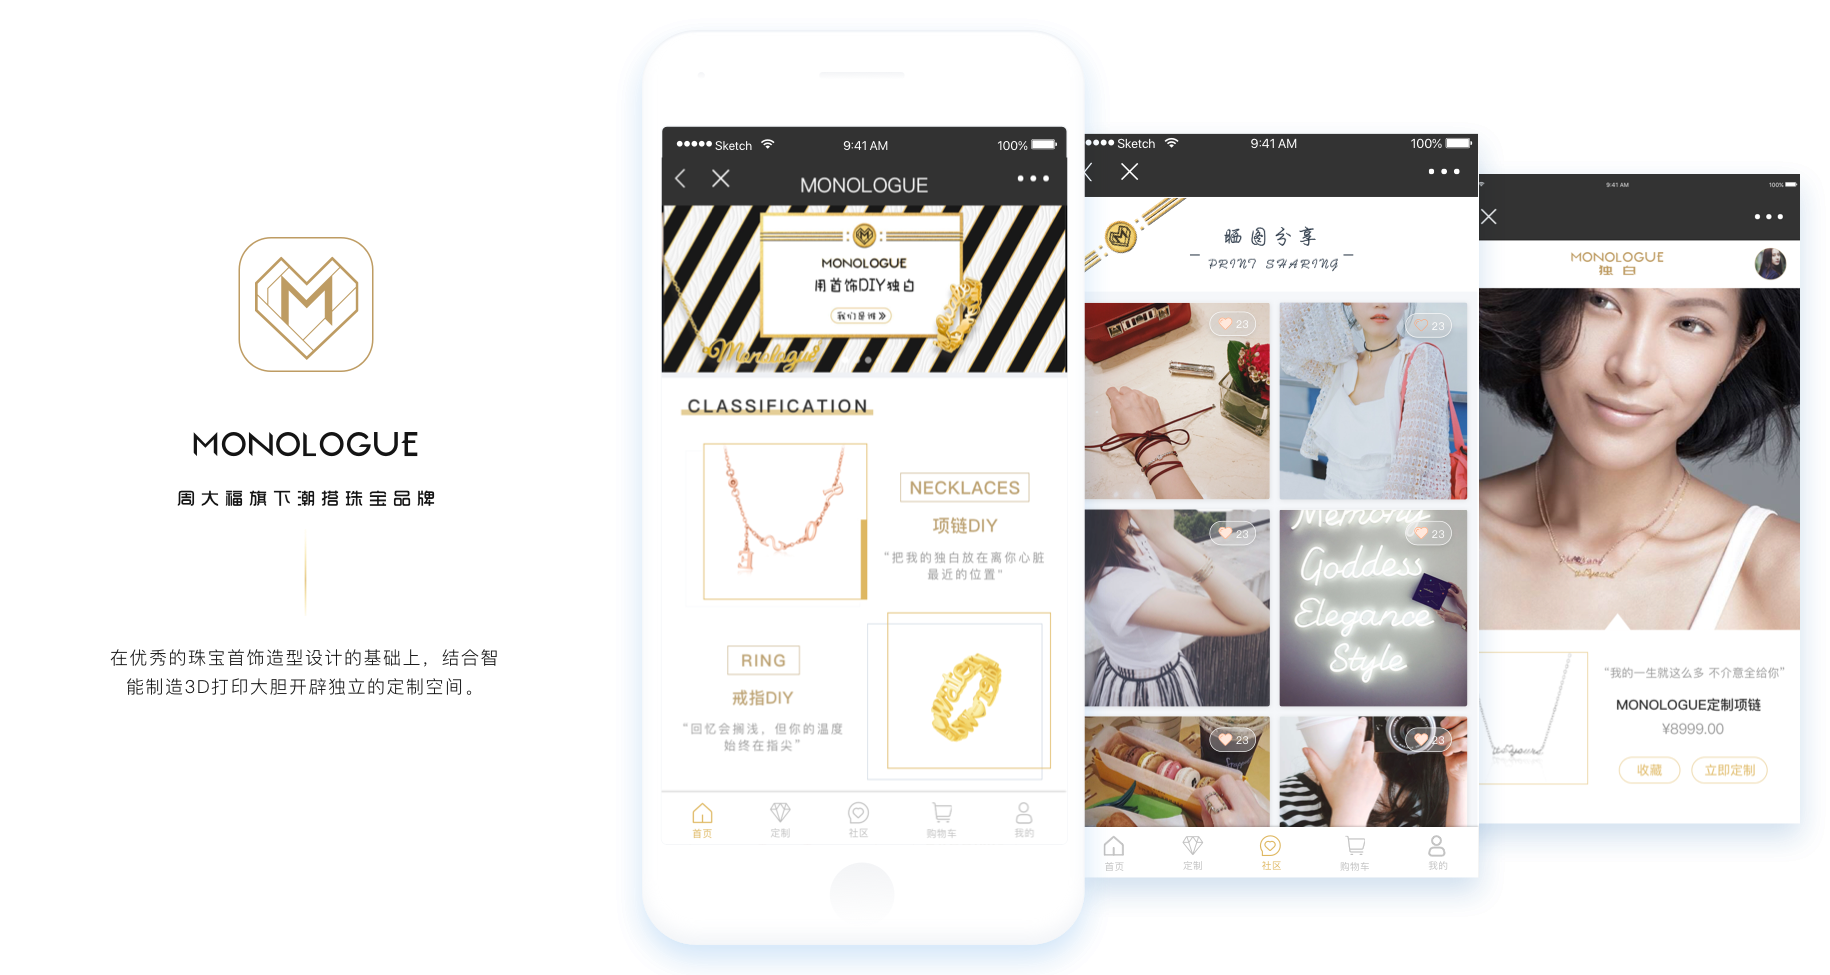 MONOLOGUE
周大福旗下潮搭珠宝品牌
在优秀的珠宝首饰造型设计的基础上，结合智
能制造3D打印大胆开辟独立的定制空间。
Sketch
9:41 AM
100%
MONOLOGUE
MONOLOGUE
用首饰DIY独白
我们是谁
Monologue
CLASSIFICATION
NECKLACES
项链DIY
“把我的独白放在离你心脏
最近的位置”
RING
戒指DIY
“回忆会搁浅，但你的温度
始终在指尖”
首页
定制
社区
购物车
我的
Sketch
9:41 AM
100%
晒图分享
PRINT SHARING
23
23
23
23
Memory
Goddess
Elegance
Style
23
23
首页
定制
社区
购物车
我的
9:41 AM
100%
MONOLOGUE
独白
“我的一生就这么多 不介意全给你”
MONOLOGUE定制项链
¥8999.00
收藏
立即定制